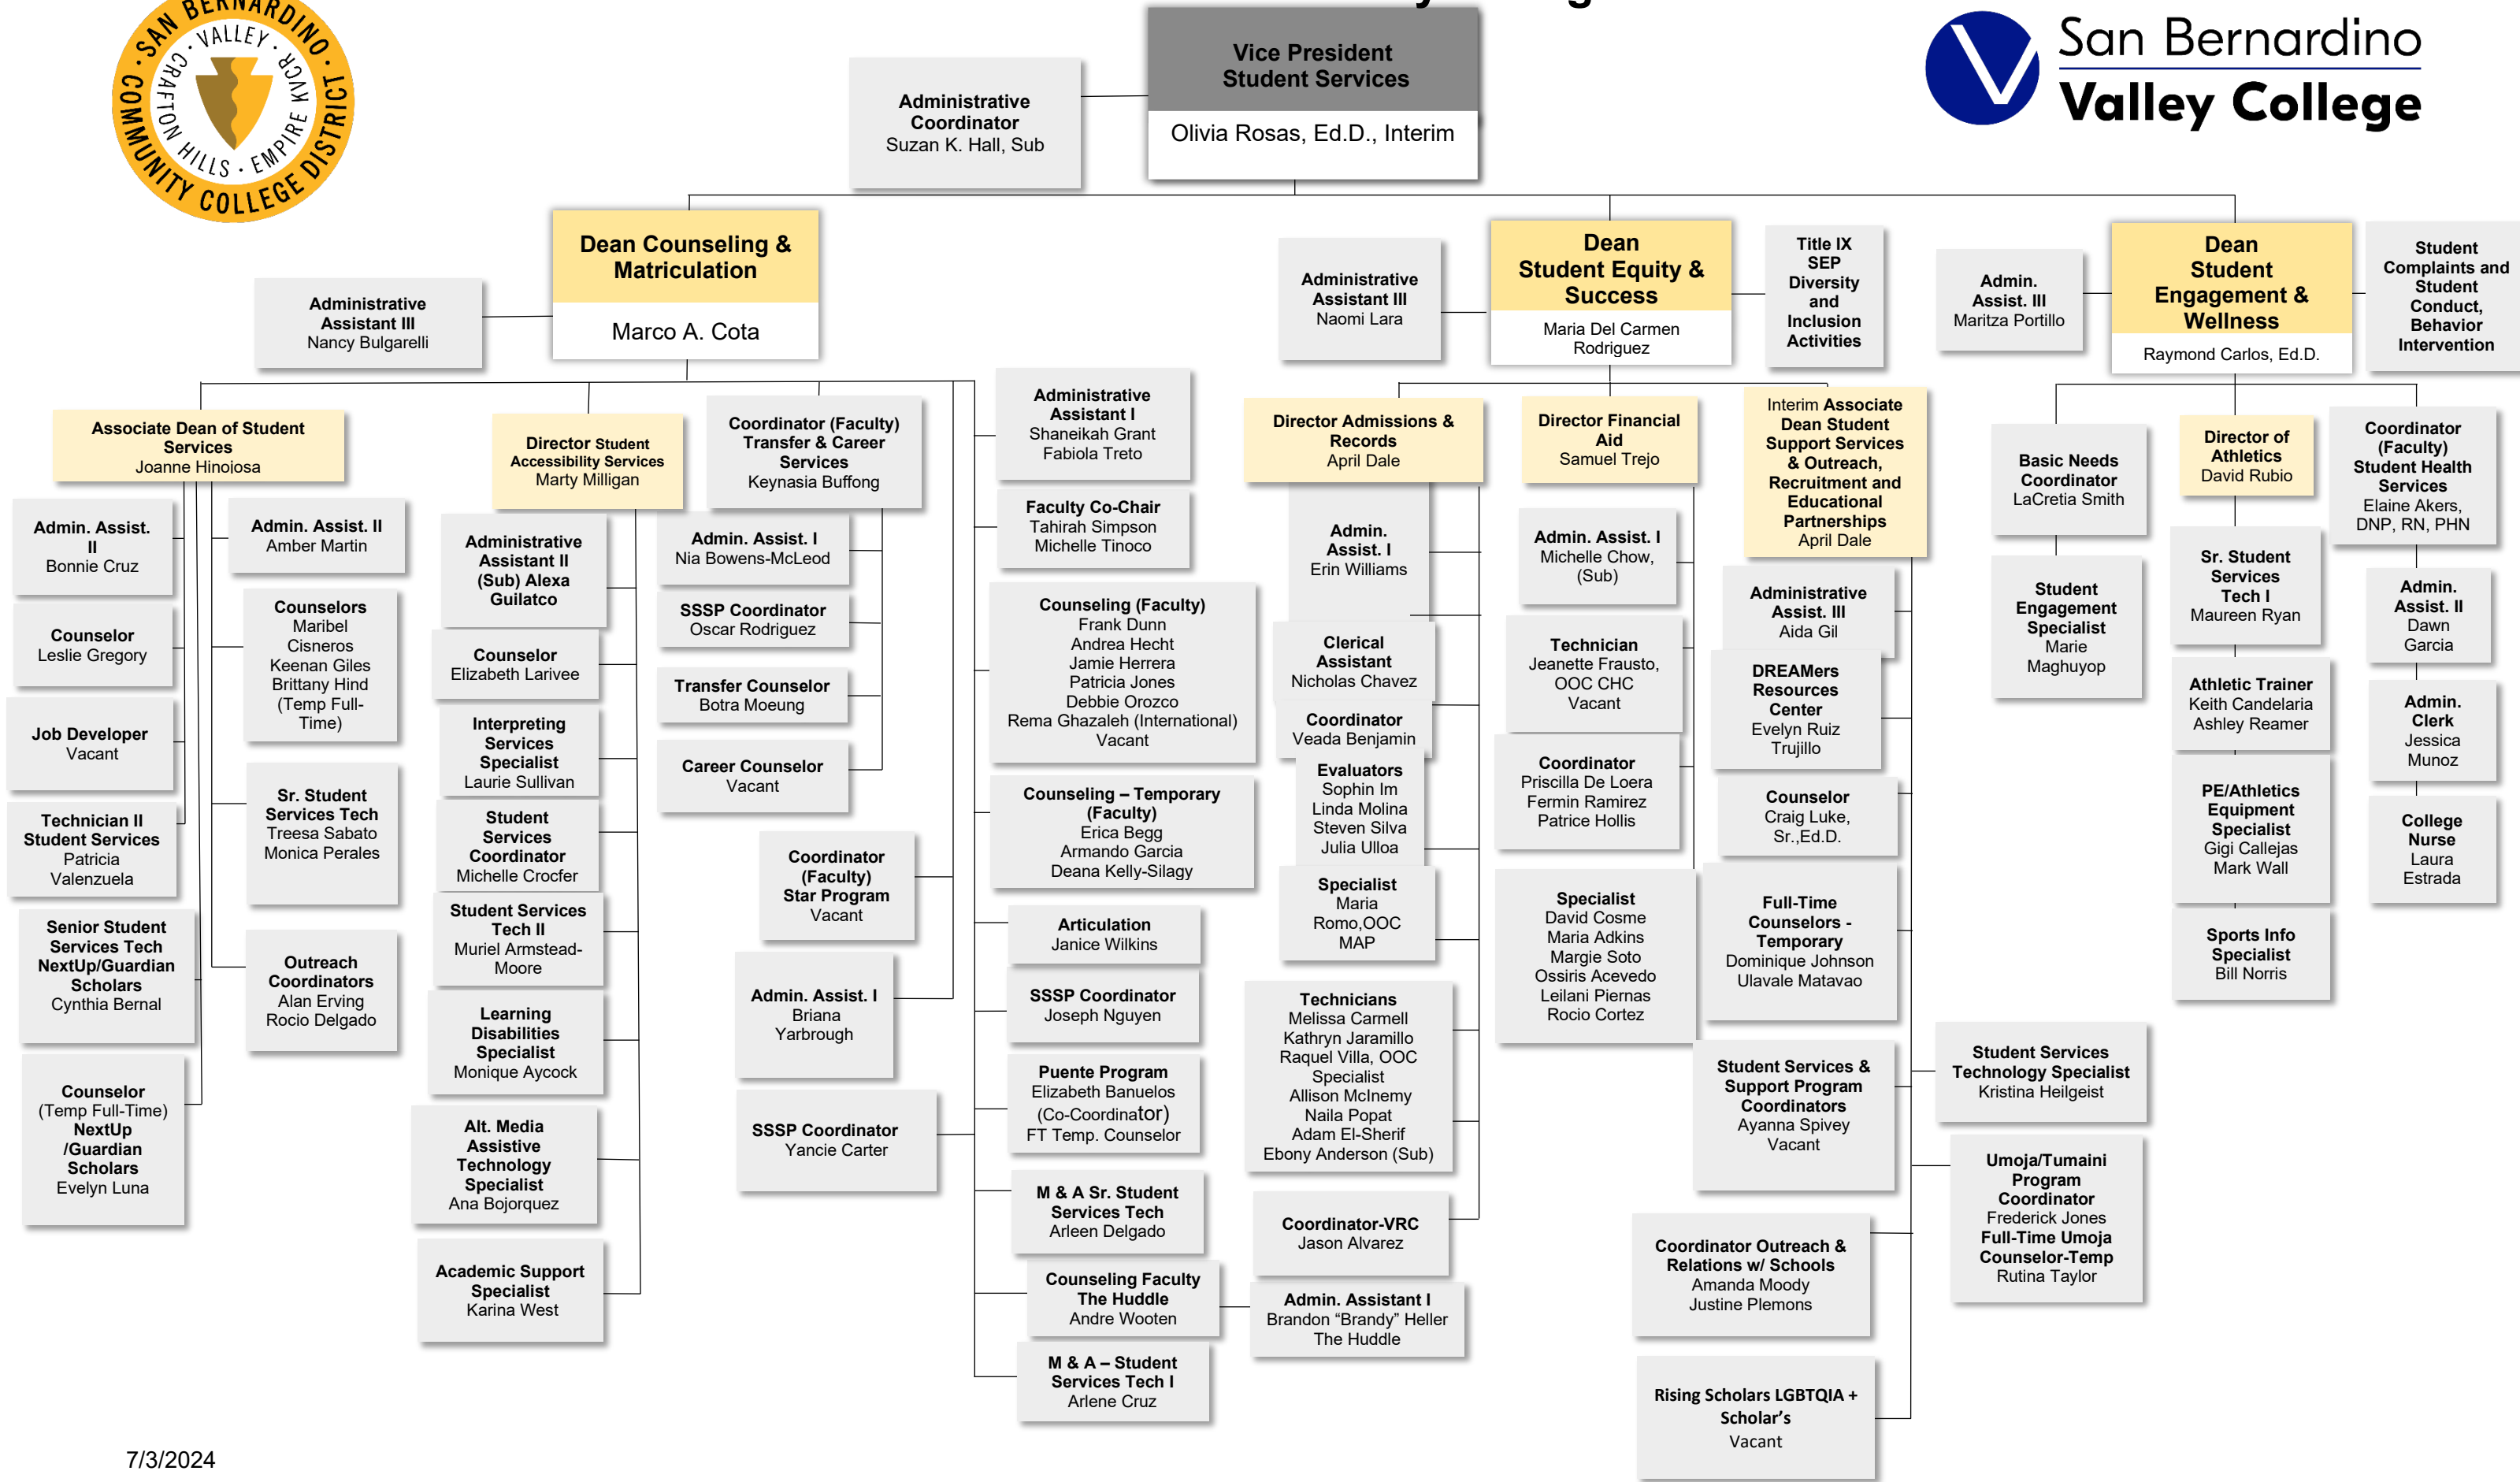 SAN BERNARDINO
COMMUNITY COLLEGE DISTRICT
VALLEY · KVCR · EMPIRE · CRAFTON HILLS
Vice President
Student Services
Olivia Rosas, Ed.D., Interim
Administrative
Coordinator
Suzan K. Hall, Sub
San Bernardino
Valley College
Dean Counseling &
Matriculation
Marco A. Cota
Administrative
Assistant III
Nancy Bulgarelli
Administrative
Assistant III
Naomi Lara
Dean
Student Equity &
Success
Maria Del Carmen
Rodriguez
Title IX
SEP
Diversity
and
Inclusion
Activities
Admin.
Assist. III
Maritza Portillo
Dean
Student
Engagement &
Wellness
Raymond Carlos, Ed.D.
Student
Complaints and
Student
Conduct,
Behavior
Intervention
Associate Dean of Student
Services
Joanne Hinojosa
Admin. Assist.
II
Bonnie Cruz
Counselor
Leslie Gregory
Job Developer
Vacant
Technician II
Student Services
Patricia
Valenzuela
Senior Student
Services Tech
NextUp/Guardian
Scholars
Cynthia Bernal
Counselor
(Temp Full-Time)
NextUp
/Guardian
Scholars
Evelyn Luna
Admin. Assist. II
Amber Martin
Counselors
Maribel
Cisneros
Keenan Giles
Brittany Hind
(Temp Full-
Time)
Sr. Student
Services Tech
Treesa Sabato
Monica Perales
Outreach
Coordinators
Alan Erving
Rocio Delgado
Director Student
Accessibility Services
Marty Milligan
Administrative
Assistant II
(Sub) Alexa
Guilatco
Counselor
Elizabeth Larivee
Interpreting
Services
Specialist
Laurie Sullivan
Student
Services
Coordinator
Michelle Crocfer
Student Services
Tech II
Muriel Armstead-
Moore
Learning
Disabilities
Specialist
Monique Aycock
Alt. Media
Assistive
Technology
Specialist
Ana Bojorquez
Academic Support
Specialist
Karina West
Coordinator (Faculty)
Transfer & Career
Services
Keynasia Buffong
Admin. Assist. I
Nia Bowens-McLeod
SSSP Coordinator
Oscar Rodriguez
Transfer Counselor
Botra Moeung
Career Counselor
Vacant
Coordinator
(Faculty)
Star Program
Vacant
Admin. Assist. I
Briana
Yarbrough
SSSP Coordinator
Yancie Carter
Administrative
Assistant I
Shaneikah Grant
Fabiola Treto
Faculty Co-Chair
Tahirah Simpson
Michelle Tinoco
Counseling (Faculty)
Frank Dunn
Andrea Hecht
Jamie Herrera
Patricia Jones
Debbie Orozco
Rema Ghazaleh (International)
Vacant
Counseling – Temporary
(Faculty)
Erica Begg
Armando Garcia
Deana Kelly-Silagy
Articulation
Janice Wilkins
SSSP Coordinator
Joseph Nguyen
Puente Program
Elizabeth Banuelos
(Co-Coordinator)
FT Temp. Counselor
M & A Sr. Student
Services Tech
Arleen Delgado
Counseling Faculty
The Huddle
Andre Wooten
M & A – Student
Services Tech I
Arlene Cruz
Director Admissions &
Records
April Dale
Admin.
Assist. I
Erin Williams
Clerical
Assistant
Nicholas Chavez
Coordinator
Veada Benjamin
Evaluators
Sophin Im
Linda Molina
Steven Silva
Julia Ulloa
Specialist
Maria
Romo,OOC
MAP
Technicians
Melissa Carmell
Kathryn Jaramillo
Raquel Villa, OOC
Specialist
Allison McInemy
Naila Popat
Adam El-Sherif
Ebony Anderson (Sub)
Coordinator-VRC
Jason Alvarez
Admin. Assistant I
Brandon “Brandy” Heller
The Huddle
Director Financial
Aid
Samuel Trejo
Admin. Assist. I
Michelle Chow,
(Sub)
Technician
Jeanette Frausto,
OOC CHC
Vacant
Coordinator
Priscilla De Loera
Fermin Ramirez
Patrice Hollis
Specialist
David Cosme
Maria Adkins
Margie Soto
Ossiris Acevedo
Leilani Piernas
Rocio Cortez
Interim Associate
Dean Student
Support Services
& Outreach,
Recruitment and
Educational
Partnerships
April Dale
Administrative
Assist. III
Aida Gil
DREAMers
Resources
Center
Evelyn Ruiz
Trujillo
Counselor
Craig Luke,
Sr.,Ed.D.
Full-Time
Counselors -
Temporary
Dominique Johnson
Ulavale Matavao
Student Services &
Support Program
Coordinators
Ayanna Spivey
Vacant
Coordinator Outreach &
Relations w/ Schools
Amanda Moody
Justine Plemons
Rising Scholars LGBTQIA +
Scholar’s
Vacant
Student Services
Technology Specialist
Kristina Heilgeist
Umoja/Tumaini
Program
Coordinator
Frederick Jones
Full-Time Umoja
Counselor-Temp
Rutina Taylor
Basic Needs
Coordinator
LaCretia Smith
Student
Engagement
Specialist
Marie
Maghuyop
Director of
Athletics
David Rubio
Sr. Student
Services
Tech I
Maureen Ryan
Athletic Trainer
Keith Candelaria
Ashley Reamer
PE/Athletics
Equipment
Specialist
Gigi Callejas
Mark Wall
Sports Info
Specialist
Bill Norris
Coordinator
(Faculty)
Student Health
Services
Elaine Akers,
DNP, RN, PHN
Admin.
Assist. II
Dawn
Garcia
Admin.
Clerk
Jessica
Munoz
College
Nurse
Laura
Estrada
7/3/2024